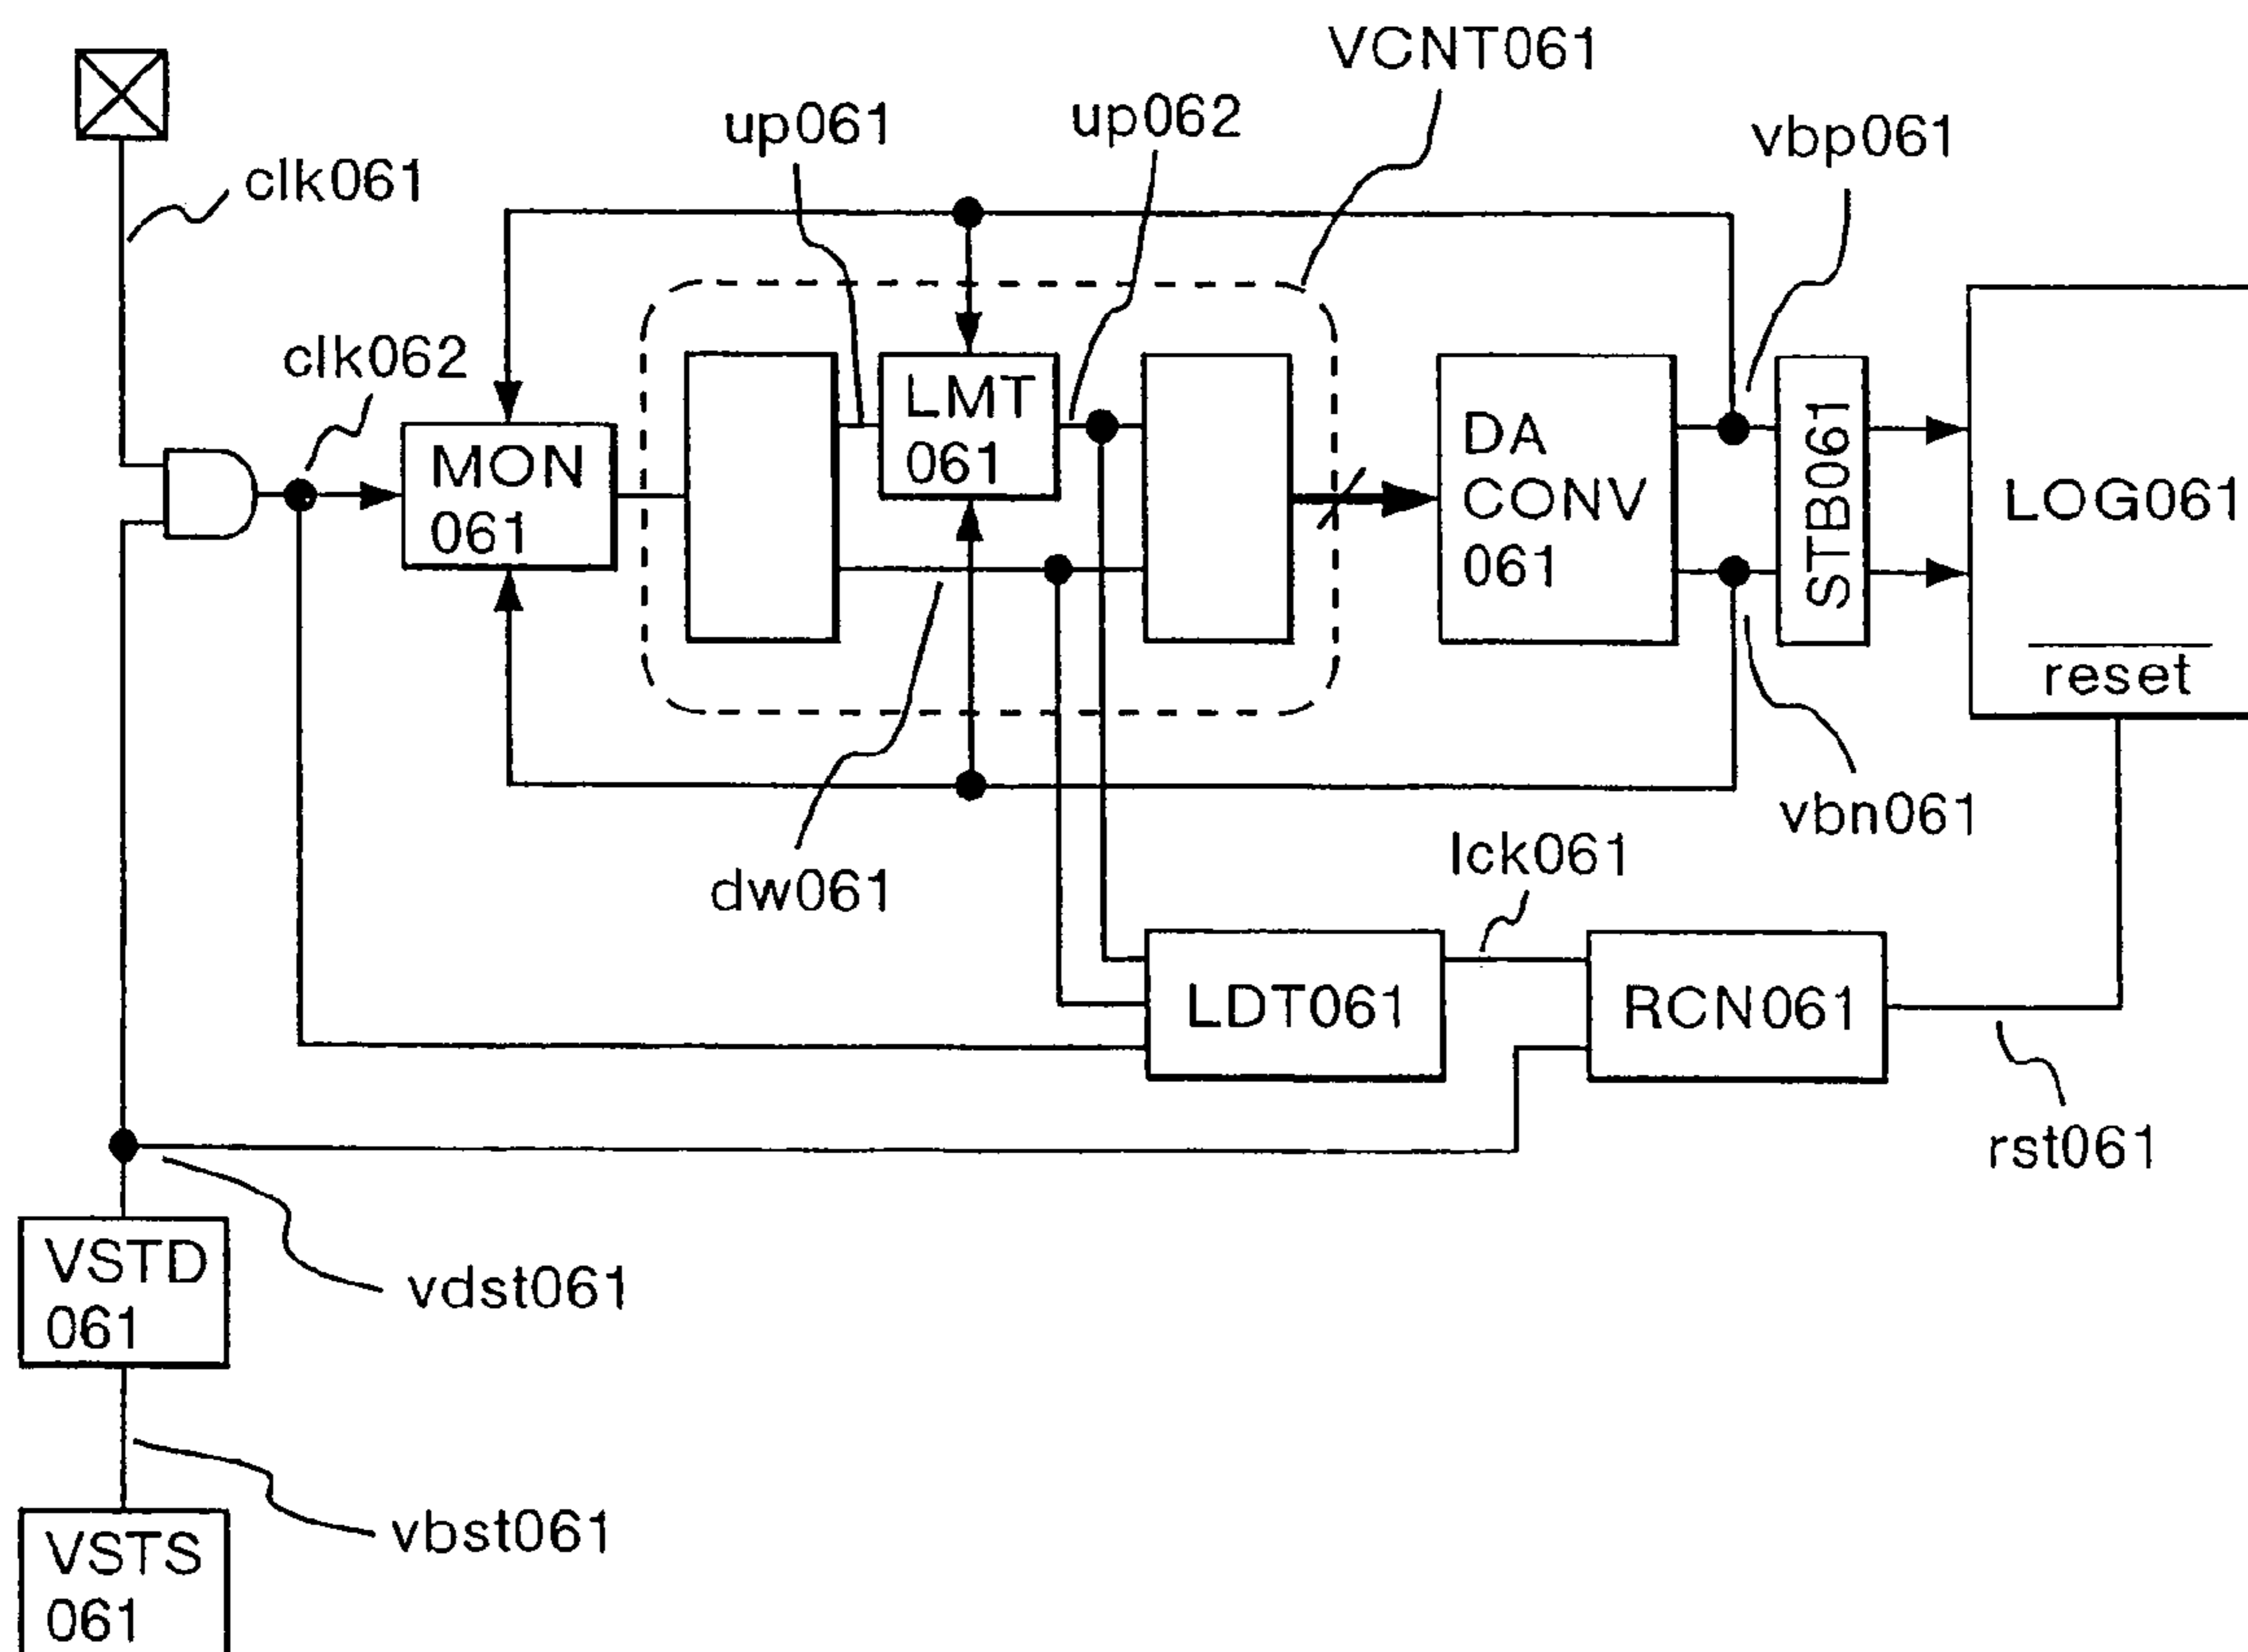 VCNT061
up061
up062
vbp061
clk061
clk062
LMT
061
MON
061
DA
CONV
061
STB061
LOG061
reset
dw061
vbn061
lck061
LDT061
RCN061
rst061
vdst061
VSTD
061
vbst061
VSTS
061